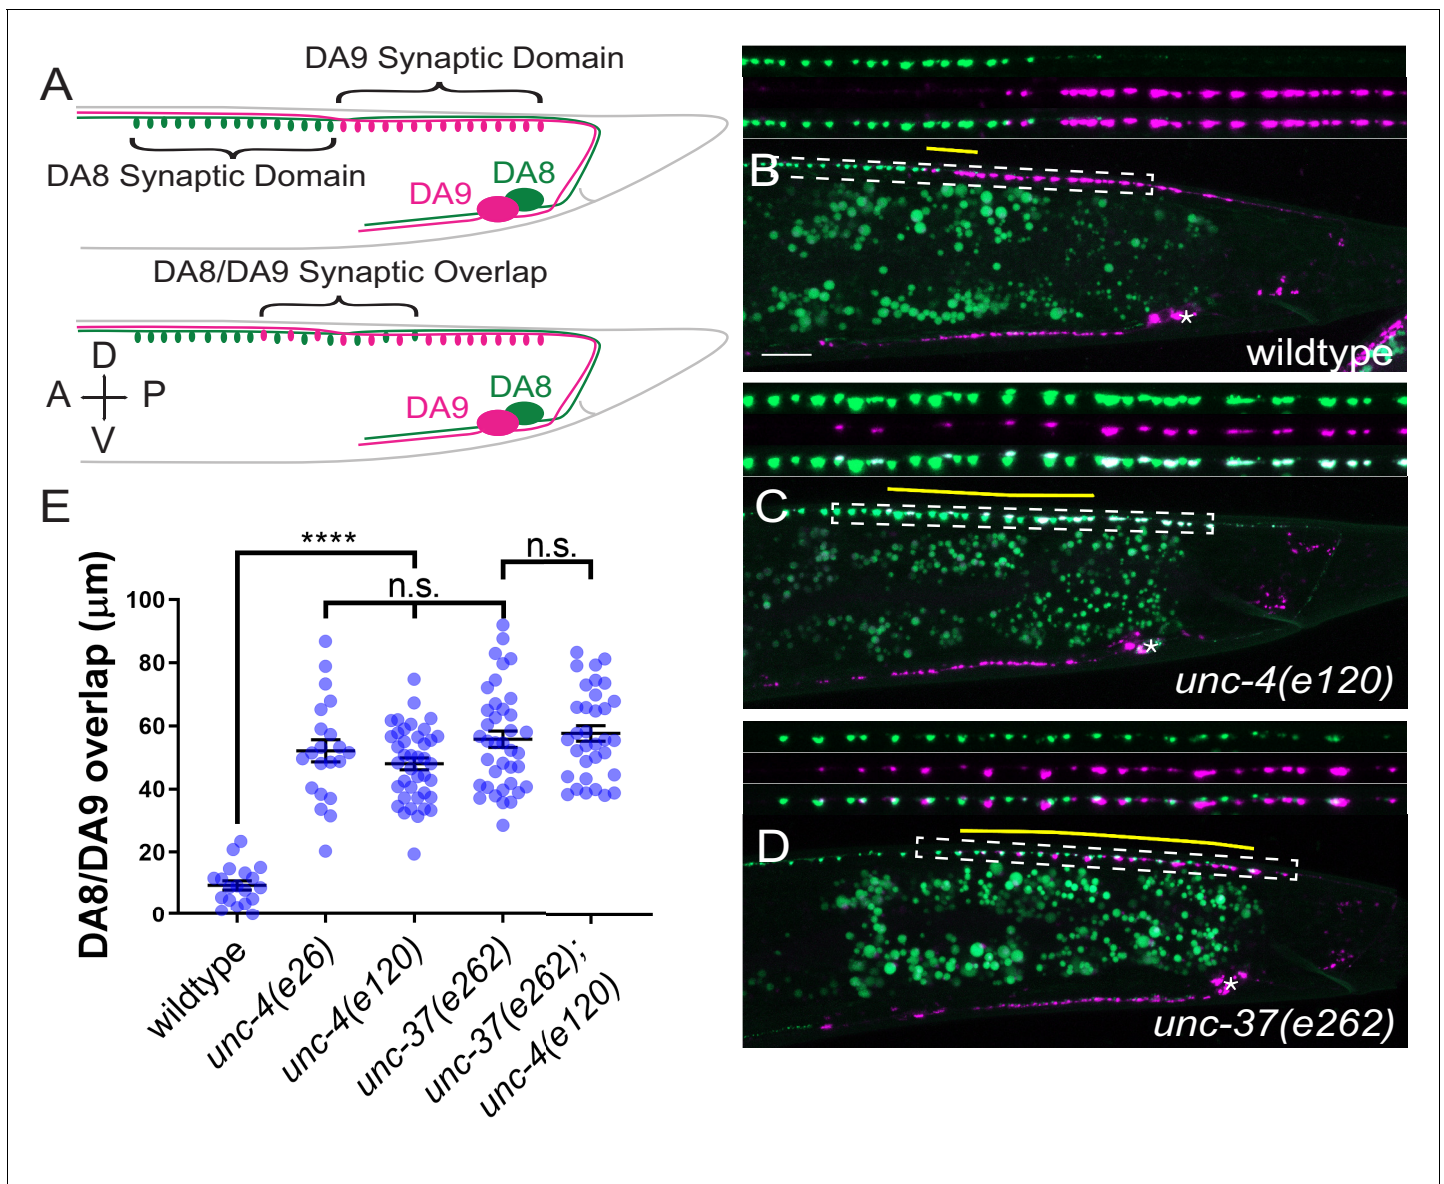 A
DA9 Synaptic Domain
DA8 Synaptic Domain
DA9
DA8
DA8/DA9 Synaptic Overlap
D
A
P
V
DA9
DA8
B
*
wildtype
C
*
unc-4(e120)
D
*
unc-37(e262)
E
****
n.s.
n.s.
DA8/DA9 overlap (µm)
100
80
60
40
20
0
wildtype
unc-4(e26)
unc-4(e120)
unc-37(e262)
unc-37(e262);
unc-4(e120)